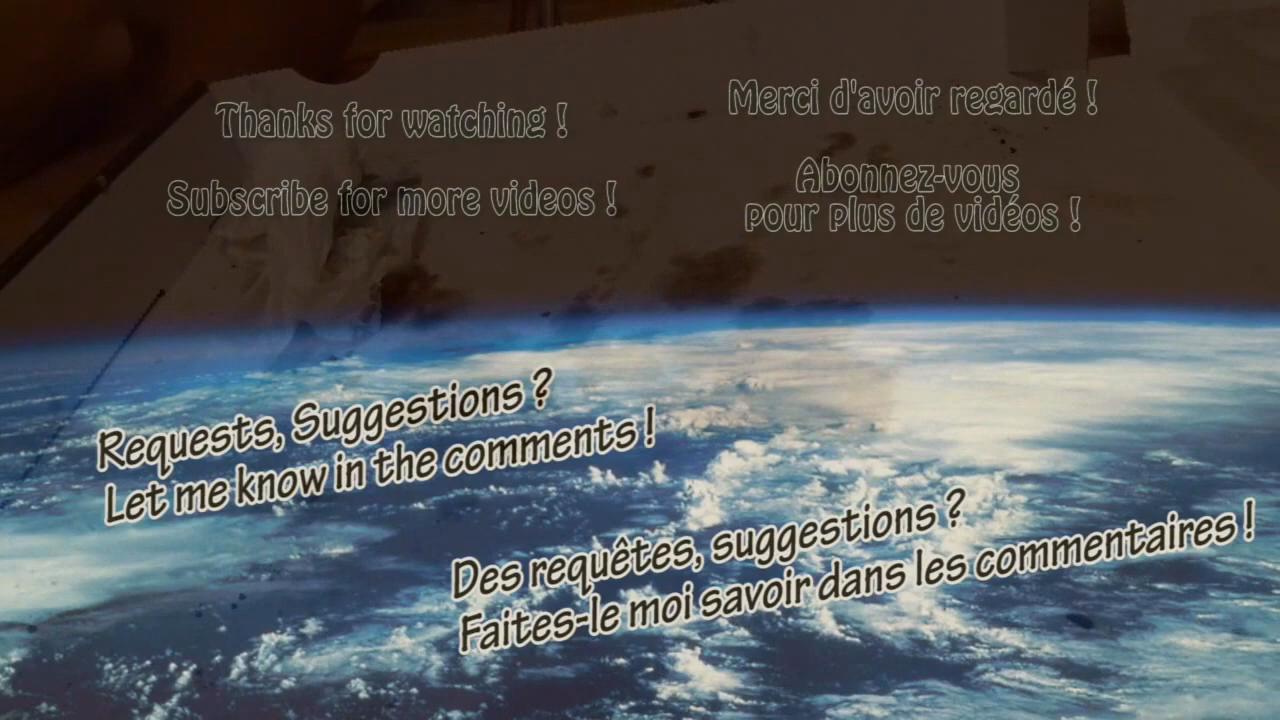 Thanks for watching !
Subscribe for more videos !
Merci d'avoir regardé !
Abonnez-vous
pour plus de vidéos !
Requests, Suggestions ?
Let me know in the comments !
Des requêtes, suggestions ?
Faites-le moi savoir dans les commentaires !